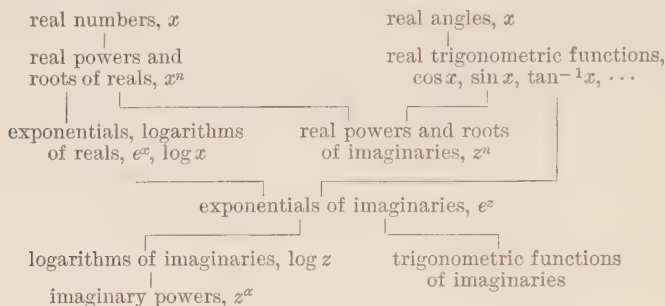 real numbers, x
real angles, x
real powers and
roots of reals, xⁿ
real trigonometric functions,
cos x, sin x, tan⁻¹x, ···
exponentials, logarithms
of reals, eˣ, log x
real powers and roots
of imaginaries, zⁿ
exponentials of imaginaries, eᶻ
logarithms of imaginaries, log z
trigonometric functions
of imaginaries
imaginary powers, zᵅ